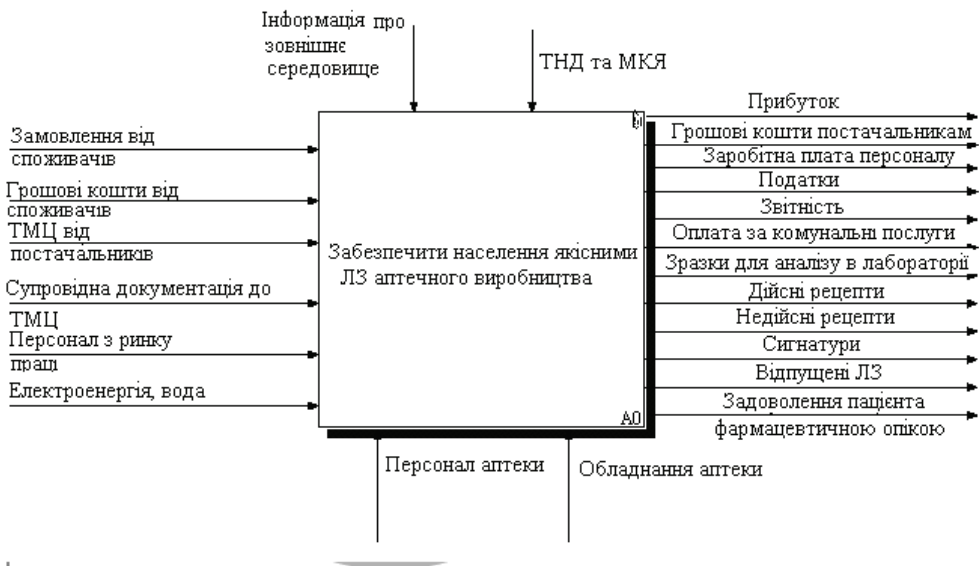 Інформація про
зовнішнє
середовище
ТНД та МКЯ
Замовлення від
споживачів
Грошові кошти від
споживачів
ТМЦ від
постачальників
Супровідна документація до
ТМЦ
Персонал з ринку
праці
Електроенергія, вода
Забезпечити населення якісними
ЛЗ аптечного виробництва
A0
Прибуток
Грошові кошти постачальникам
Заробітна плата персоналу
Податки
Звітність
Оплата за комунальні послуги
Зразки для аналізу в лабораторії
Дійсні рецепти
Недійсні рецепти
Сигнатури
Відпущені ЛЗ
Задоволення пацієнта
фармацевтичною опікою
Персонал аптеки
Обладнання аптеки